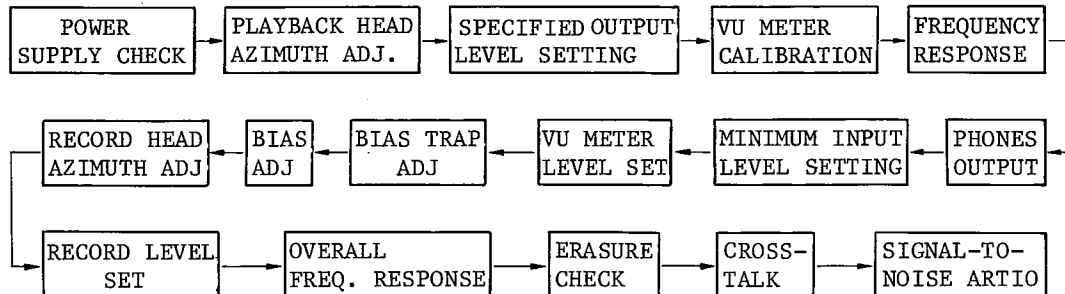 POWER
SUPPLY CHECK
PLAYBACK HEAD
AZIMUTH ADJ.
SPECIFIED OUTPUT
LEVEL SETTING
VU METER
CALIBRATION
FREQUENCY
RESPONSE
PHONES
OUTPUT
MINIMUM INPUT
LEVEL SETTING
VU METER
LEVEL SET
BIAS TRAP
ADJ
BIAS
ADJ
RECORD HEAD
AZIMUTH ADJ
RECORD LEVEL
SET
OVERALL
FREQ. RESPONSE
ERASURE
CHECK
CROSS-
TALK
SIGNAL-TO-
NOISE ARTIO